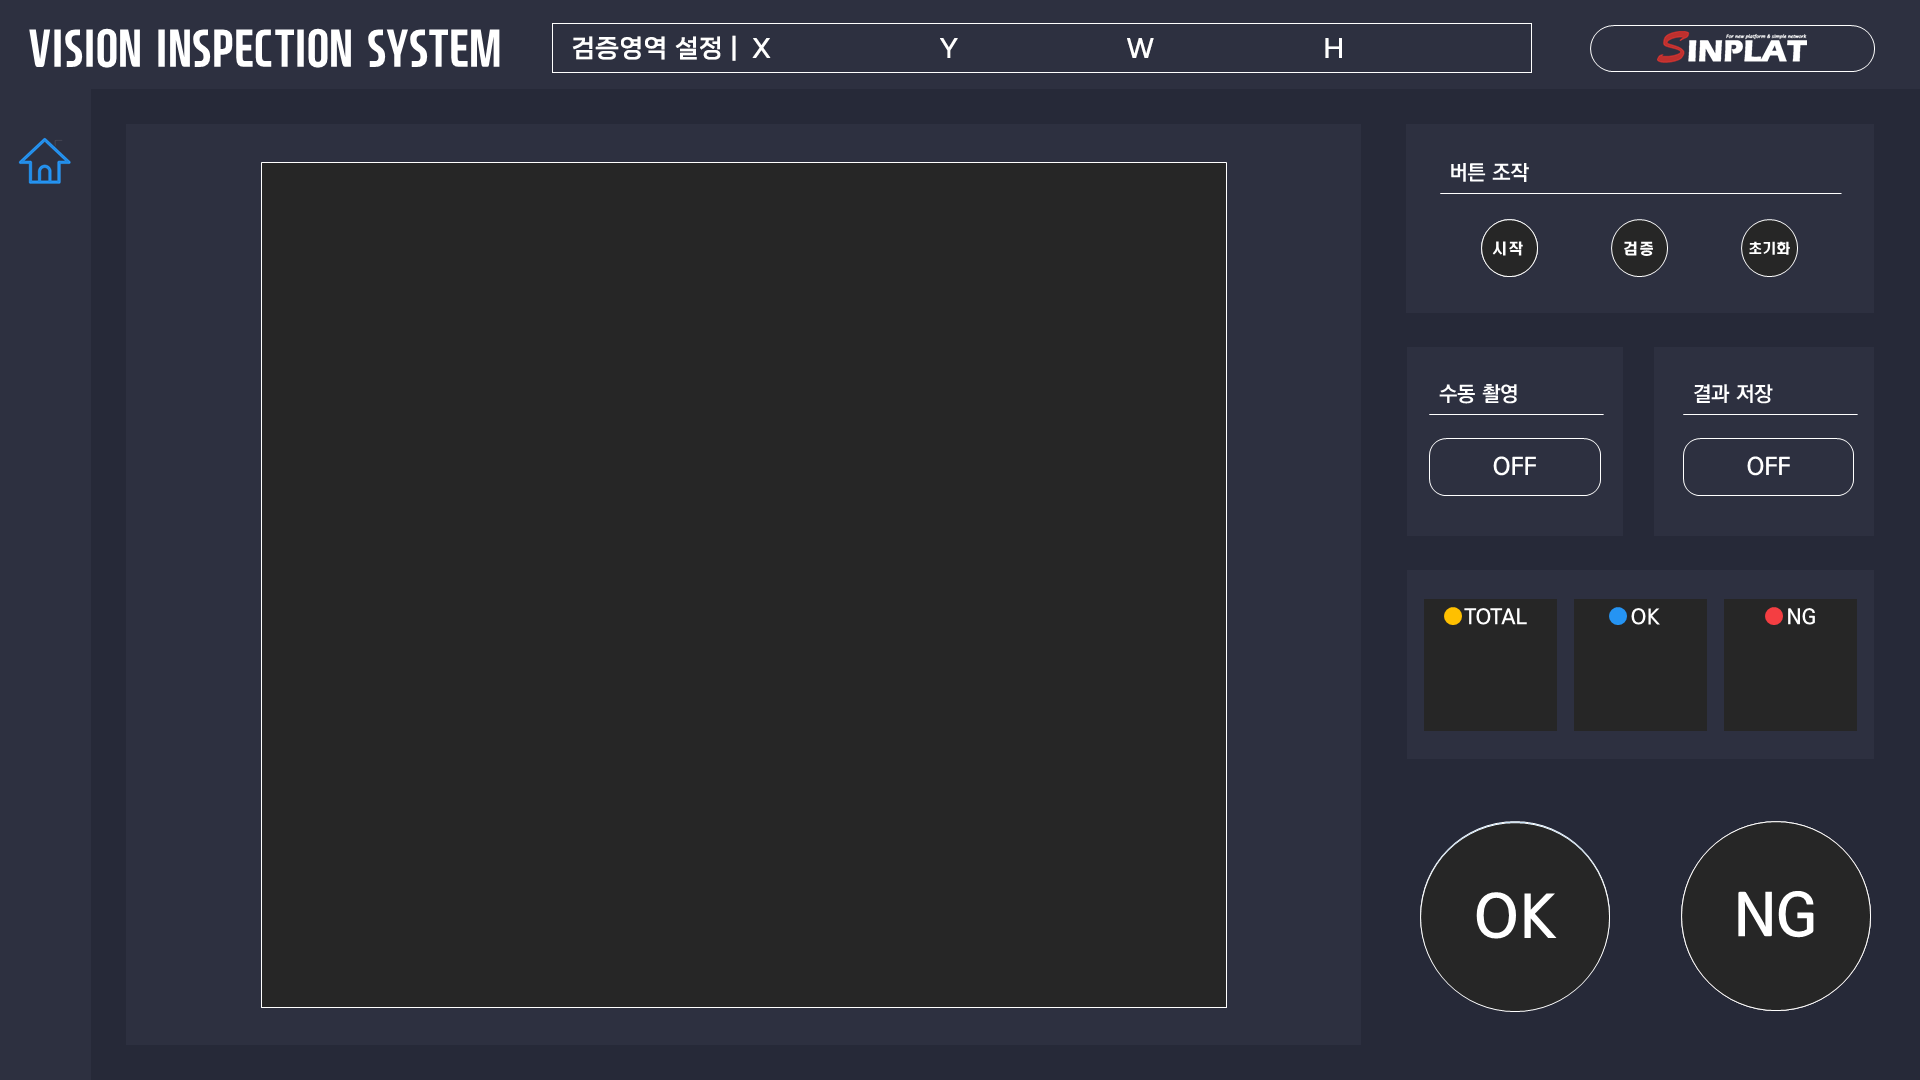 VISION INSPECTION SYSTEM
검증영역 설정 | X Y W H
For new platform & simple network
SINPLAT
버튼 조작
시작 검증 초기화
수동 촬영 결과 저장
OFF OFF
TOTAL OK NG
OK NG